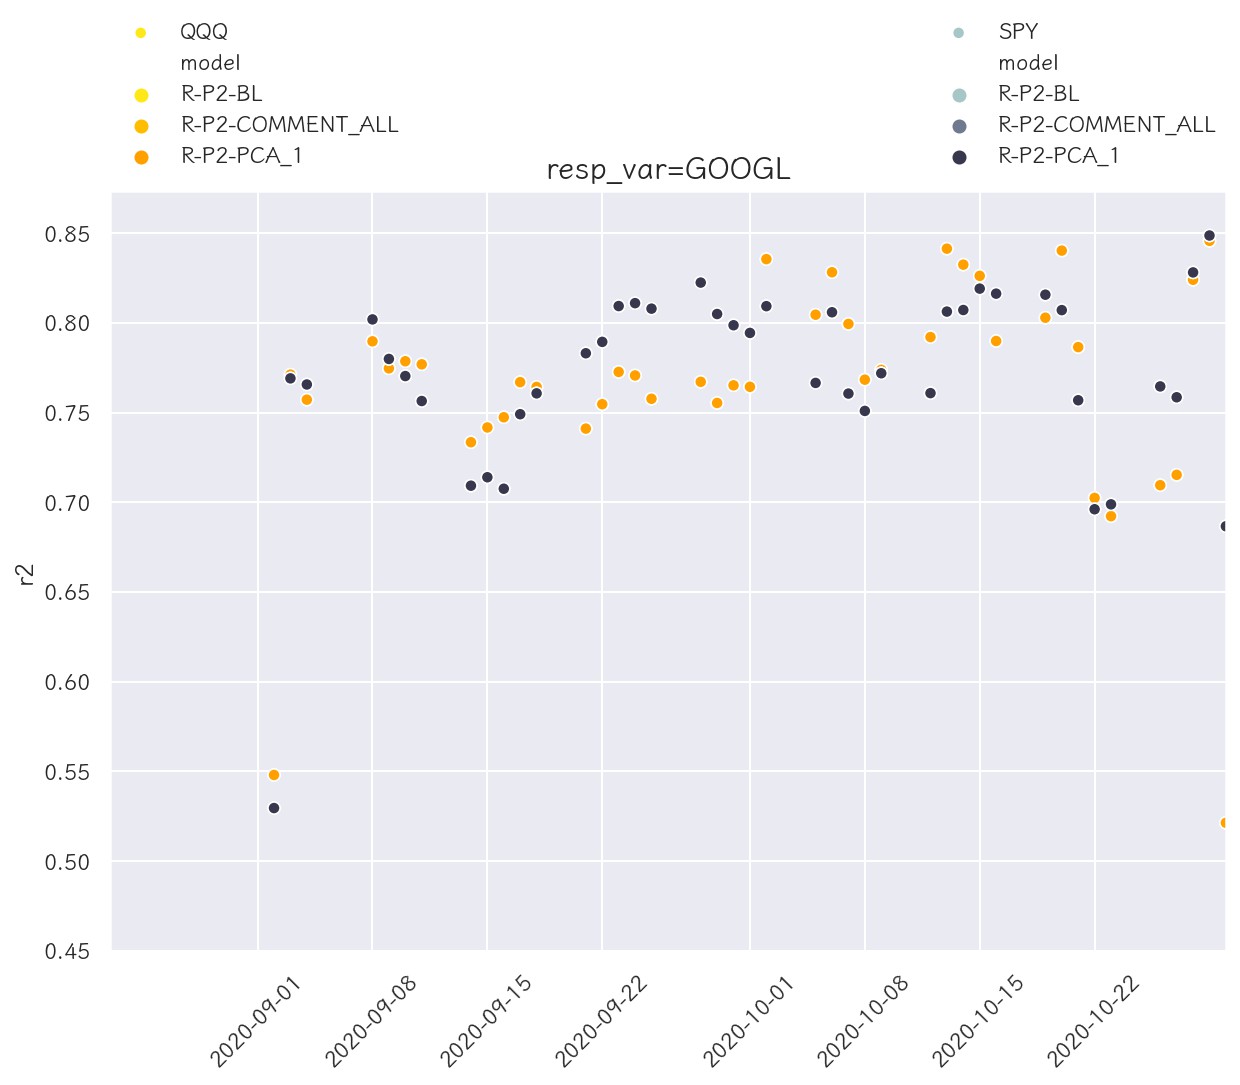 QQQ
model
R-P2-BL
R-P2-COMMENT_ALL
R-P2-PCA_1
SPY
model
R-P2-BL
R-P2-COMMENT_ALL
R-P2-PCA_1
resp_var=GOOGL
0.85
0.80
0.75
0.70
0.65
0.60
0.55
0.50
0.45
r2
2020-09-01
2020-09-08
2020-09-15
2020-09-22
2020-10-01
2020-10-08
2020-10-15
2020-10-22